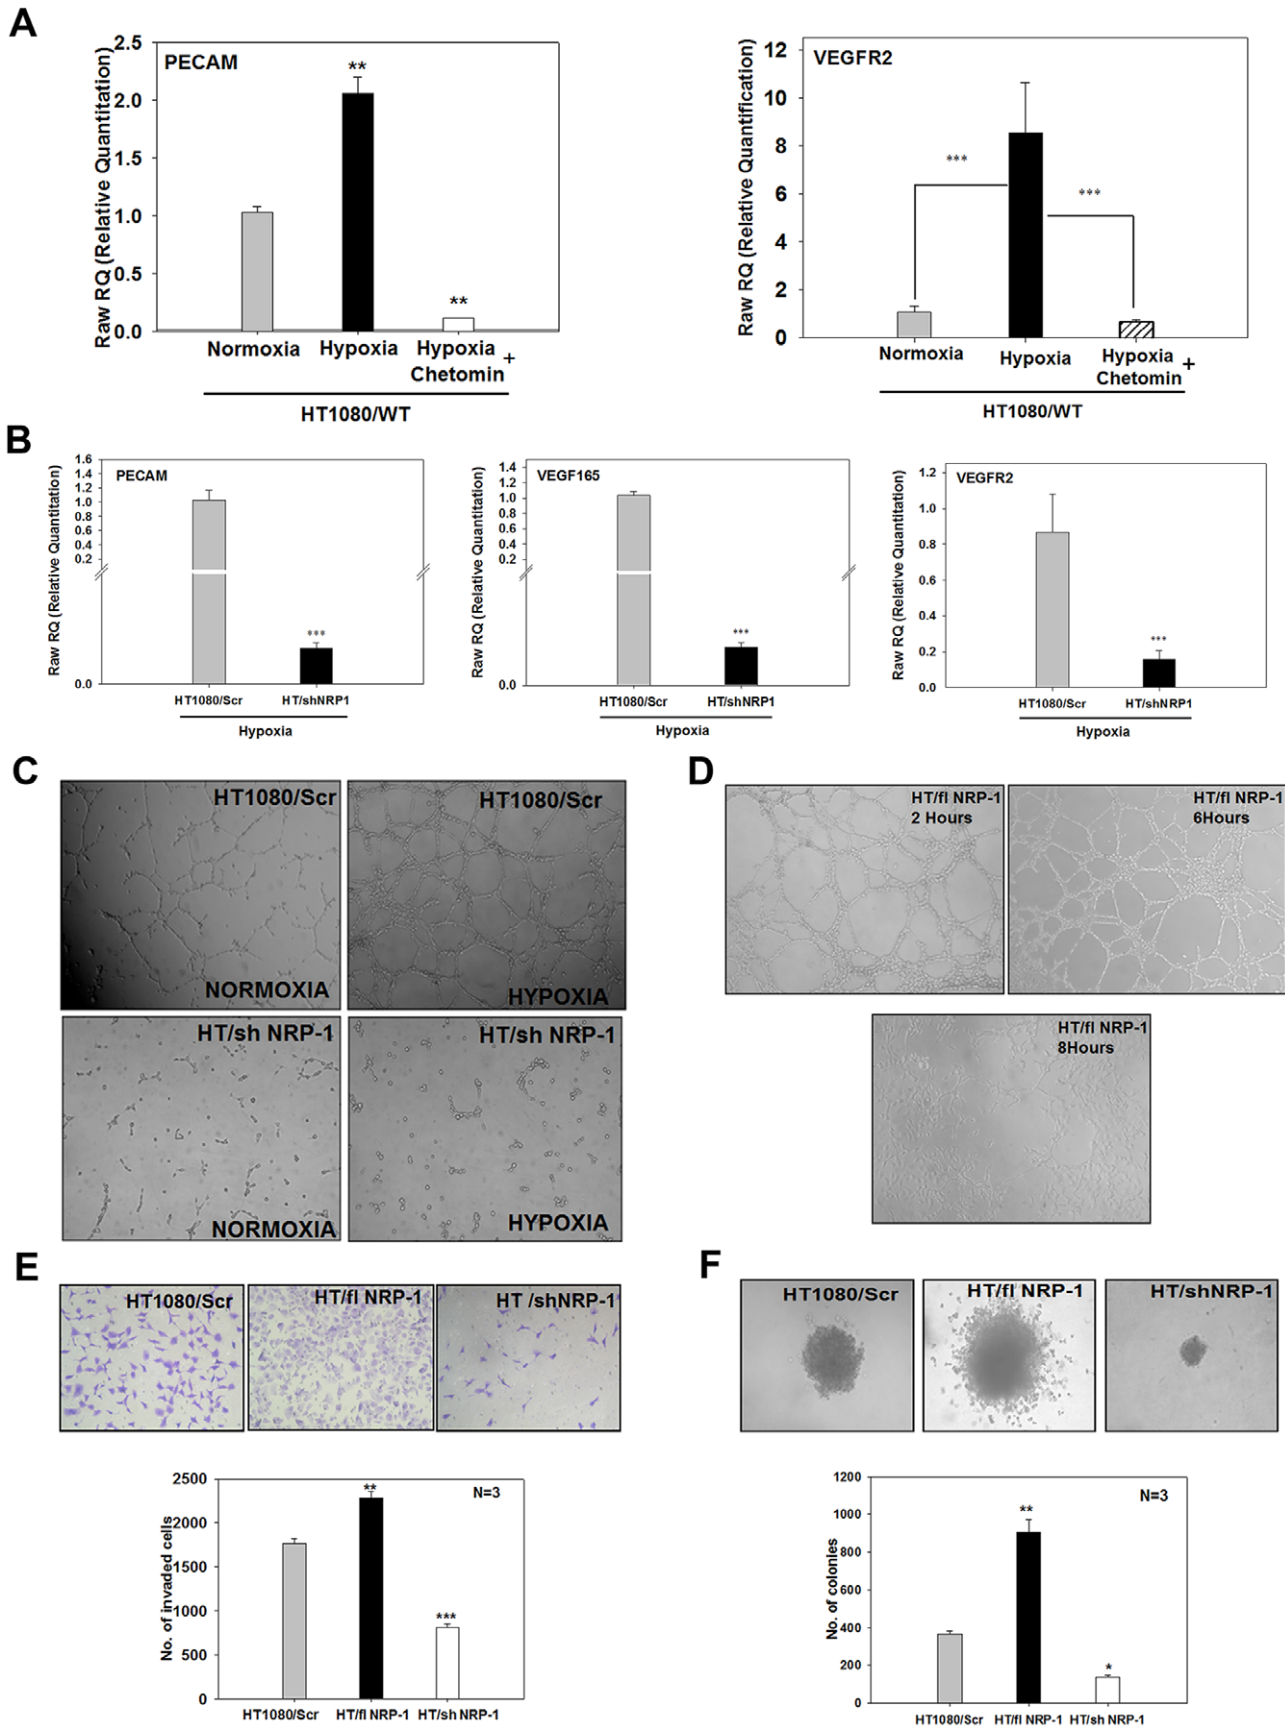 A
Raw RQ (Relative Quantitation)
2.5
2.0
1.5
1.0
0.5
0.0
PECAM
**
**
Normoxia
Hypoxia
Hypoxia +
Chetomin
HT1080/WT
Raw RQ (Relative Quantification)
12
10
8
6
4
2
0
VEGFR2
***
***
Normoxia
Hypoxia
Hypoxia +
Chetomin
HT1080/WT
B
Raw RQ (Relative Quantitation)
1.6
1.4
1.2
1.0
0.8
0.6
0.4
0.2
0.0
PECAM
***
HT1080/Scr
HT/shNRP1
Hypoxia
Raw RQ (Relative Quantitation)
1.4
1.2
1.0
0.8
0.6
0.4
0.2
0.0
VEGF165
***
HT1080/Scr
HT/shNRP1
Hypoxia
Raw RQ (Relative Quantitation)
1.2
1.0
0.8
0.6
0.4
0.2
0.0
VEGFR2
***
HT1080/Scr
HT/shNRP1
Hypoxia
C
HT1080/Scr
NORMOXIA
HT1080/Scr
HYPOXIA
HT/sh NRP-1
NORMOXIA
HT/sh NRP-1
HYPOXIA
D
HT/fl NRP-1
2 Hours
HT/fl NRP-1
6Hours
HT/fl NRP-1
8Hours
E
HT1080/Scr
HT/fl NRP-1
HT /shNRP-1
No. of invaded cells
2500
2000
1500
1000
500
0
**
***
N=3
HT1080/Scr
HT/fl NRP-1
HT/sh NRP-1
F
HT1080/Scr
HT/fl NRP-1
HT/shNRP-1
No. of colonies
1200
1000
800
600
400
200
0
**
*
N=3
HT1080/Scr
HT/fl NRP-1
HT/sh NRP-1